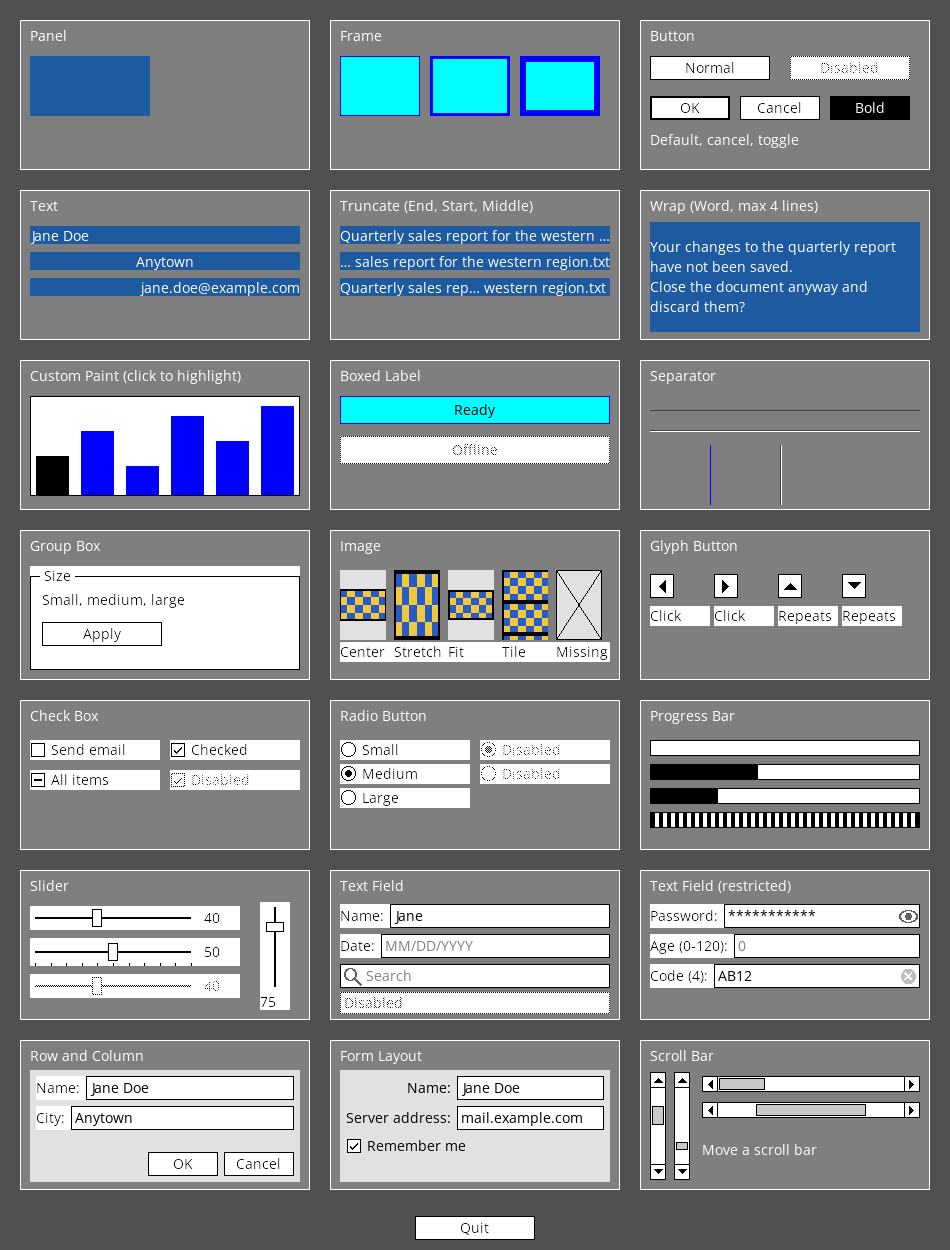 Panel
Frame
Button
Normal
Disabled
OK
Cancel
Bold
Default, cancel, toggle
Text
Jane Doe
Anytown
jane.doe@example.com
Truncate (End, Start, Middle)
Quarterly sales report for the western ...
... sales report for the western region.txt
Quarterly sales rep... western region.txt
Wrap (Word, max 4 lines)
Your changes to the quarterly report
have not been saved.
Close the document anyway and
discard them?
Custom Paint (click to highlight)
Boxed Label
Ready
Offline
Separator
Group Box
Size
Small, medium, large
Apply
Image
Center
Stretch
Fit
Tile
Missing
Glyph Button
Click
Click
Repeats
Repeats
Check Box
Send email
Checked
All items
Disabled
Radio Button
Small
Disabled
Medium
Disabled
Large
Progress Bar
Slider
40
50
40
75
Text Field
Name: Jane
Date: MM/DD/YYYY
Search
Disabled
Text Field (restricted)
Password: ***********
Age (0-120): 0
Code (4): AB12
Row and Column
Name: Jane Doe
City: Anytown
OK
Cancel
Form Layout
Name: Jane Doe
Server address: mail.example.com
Remember me
Scroll Bar
Move a scroll bar
Quit